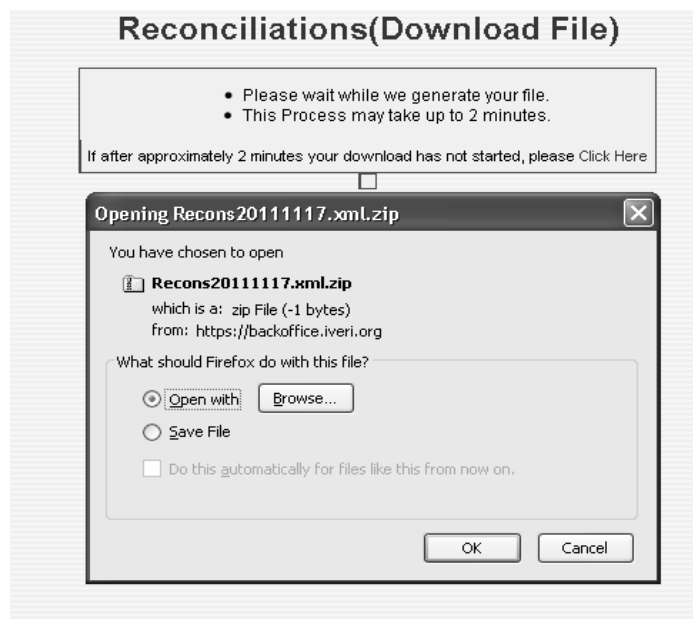 Reconciliations(Download File)
• Please wait while we generate your file.
• This Process may take up to 2 minutes.
If after approximately 2 minutes your download has not started, please Click Here
Opening Recons20111117.xml.zip
You have chosen to open
Recons20111117.xml.zip
which is a: zip File (-1 bytes)
from: https://backoffice.iveri.org
What should Firefox do with this file?
Open with Browse...
Save File
Do this automatically for files like this from now on.
OK Cancel